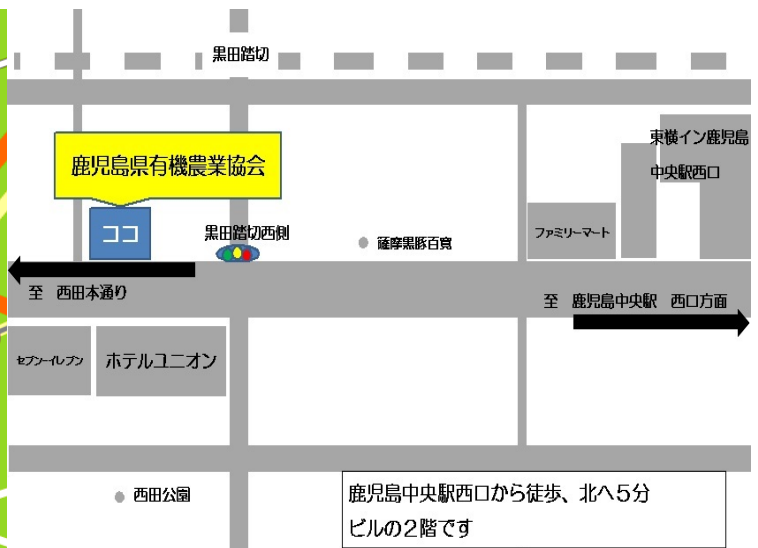 黒田踏切
東横イン鹿児島
中央駅西口
鹿児島県有機農業協会
ココ
黒田踏切西側
薩摩黒豚百寛
ファミリーマート
至 西田本通り
至 鹿児島中央駅 西口方面
セブンーイレブン
ホテルユニオン
西田公園
鹿児島中央駅西口から徒歩、北へ5分
ビルの2階です